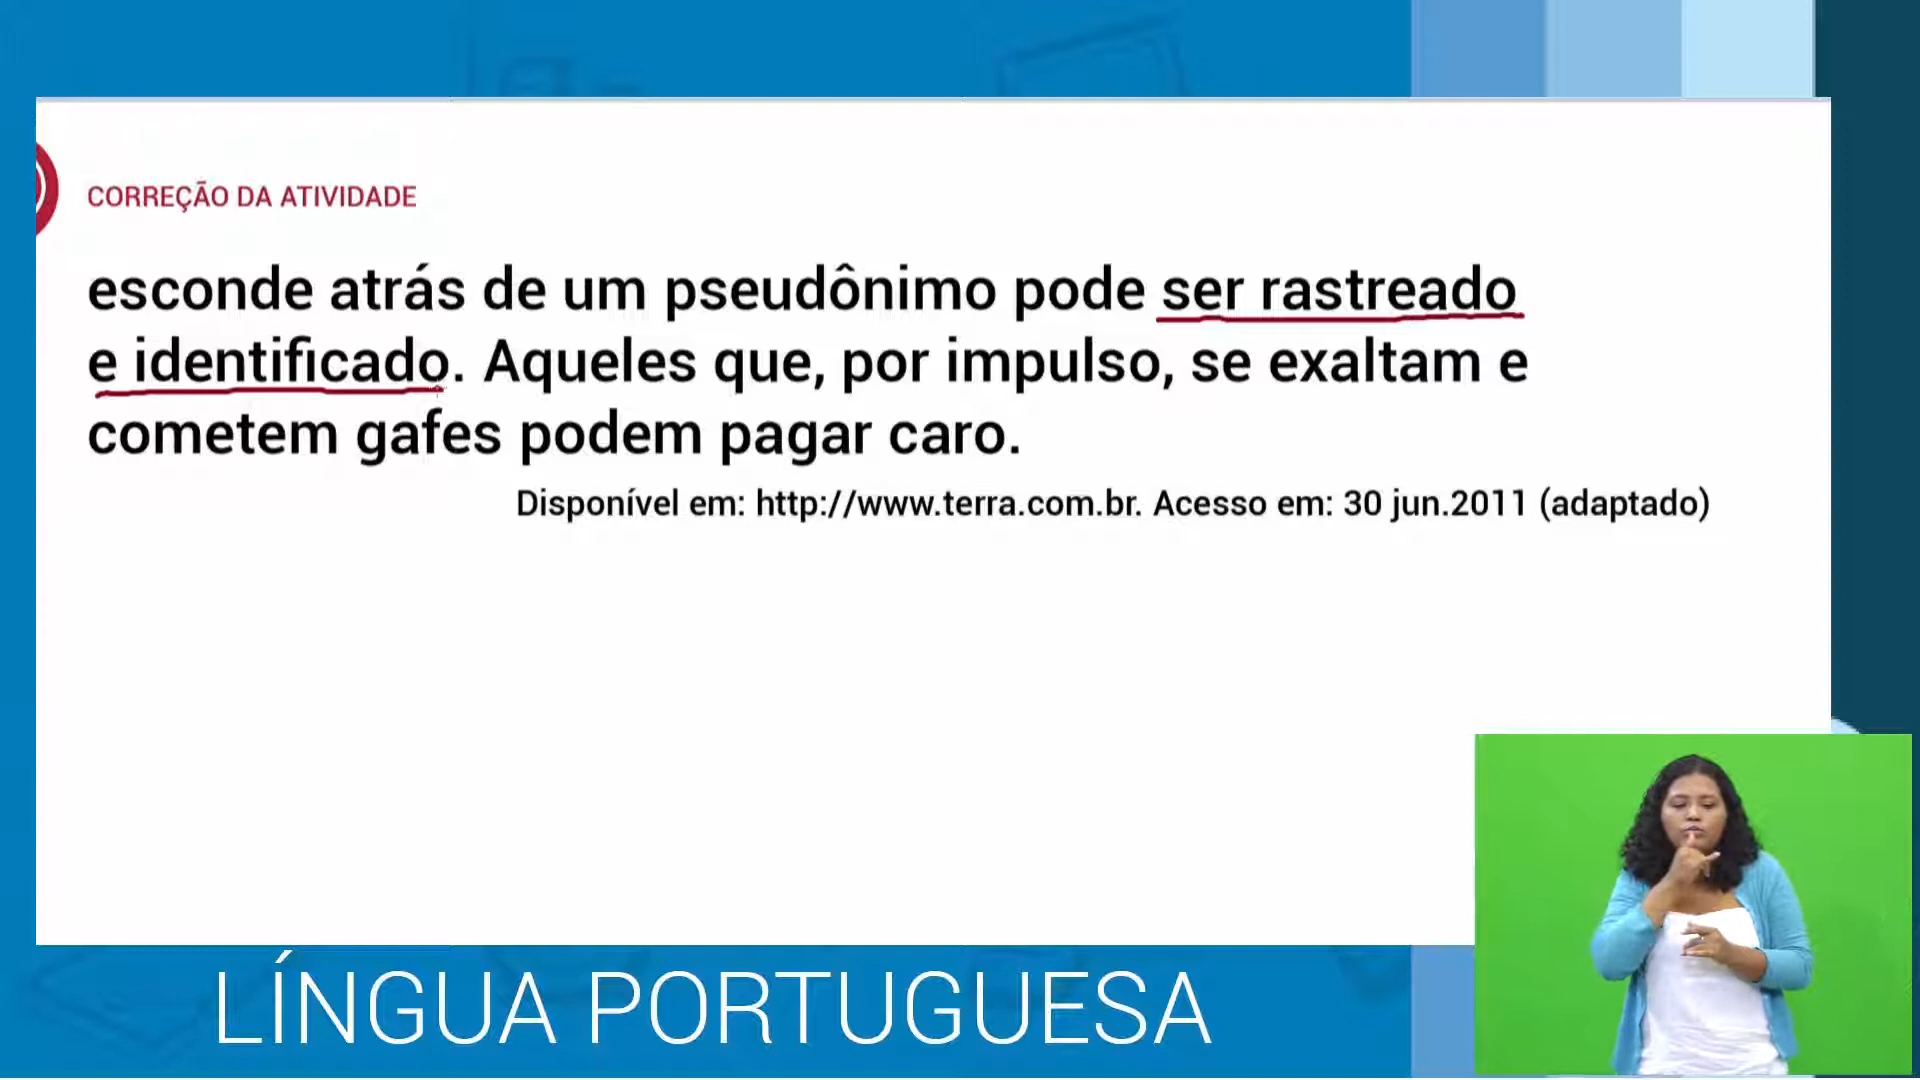 CORREÇÃO DA ATIVIDADE
esconde atrás de um pseudônimo pode ser rastreado
e identificado. Aqueles que, por impulso, se exaltam e
cometem gafes podem pagar caro.
Disponível em: http://www.terra.com.br. Acesso em: 30 jun.2011 (adaptado)
LÍNGUA PORTUGUESA